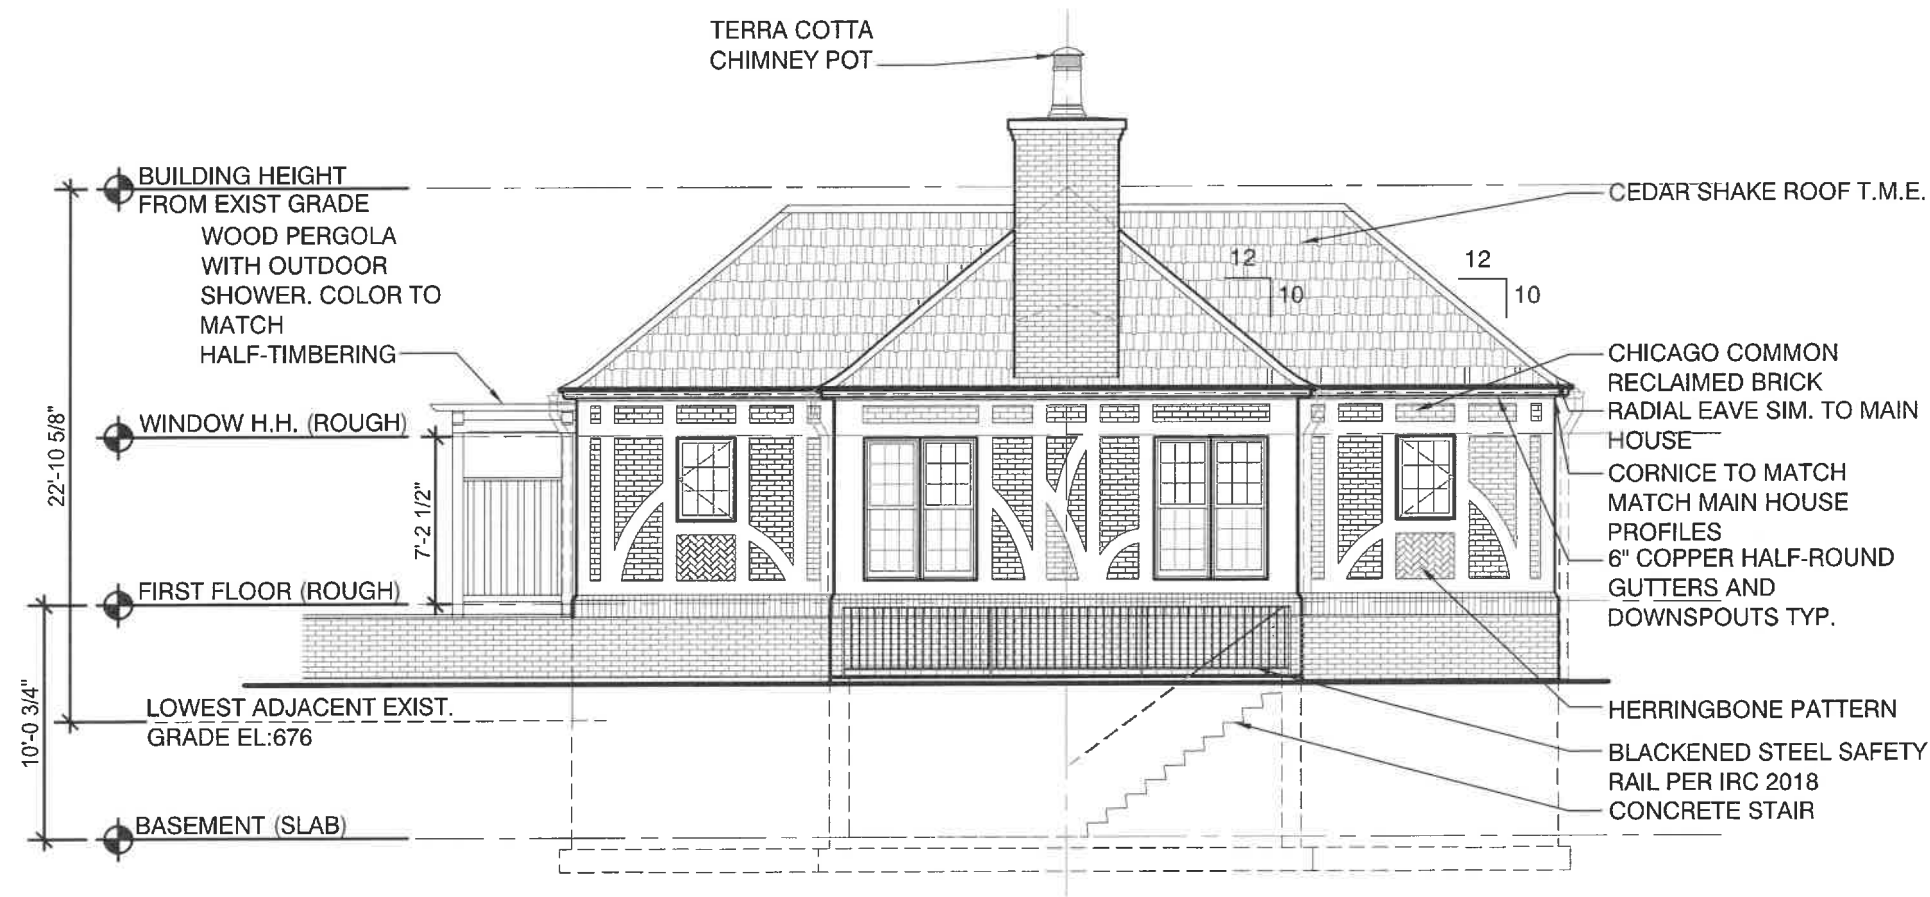 TERRA COTTA
CHIMNEY POT
BUILDING HEIGHT
FROM EXIST GRADE
WOOD PERGOLA
WITH OUTDOOR
SHOWER. COLOR TO
MATCH
HALF-TIMBERING
WINDOW H.H. (ROUGH)
22'-10 5/8"
7'-2 1/2"
FIRST FLOOR (ROUGH)
10'-0 3/4"
LOWEST ADJACENT EXIST.
GRADE EL:676
BASEMENT (SLAB)
12
10
12
10
CEDAR SHAKE ROOF T.M.E.
CHICAGO COMMON
RECLAIMED BRICK
RADIAL EAVE SIM. TO MAIN
HOUSE
CORNICE TO MATCH
MATCH MAIN HOUSE
PROFILES
6" COPPER HALF-ROUND
GUTTERS AND
DOWNSPOUTS TYP.
HERRINGBONE PATTERN
BLACKENED STEEL SAFETY
RAIL PER IRC 2018
CONCRETE STAIR